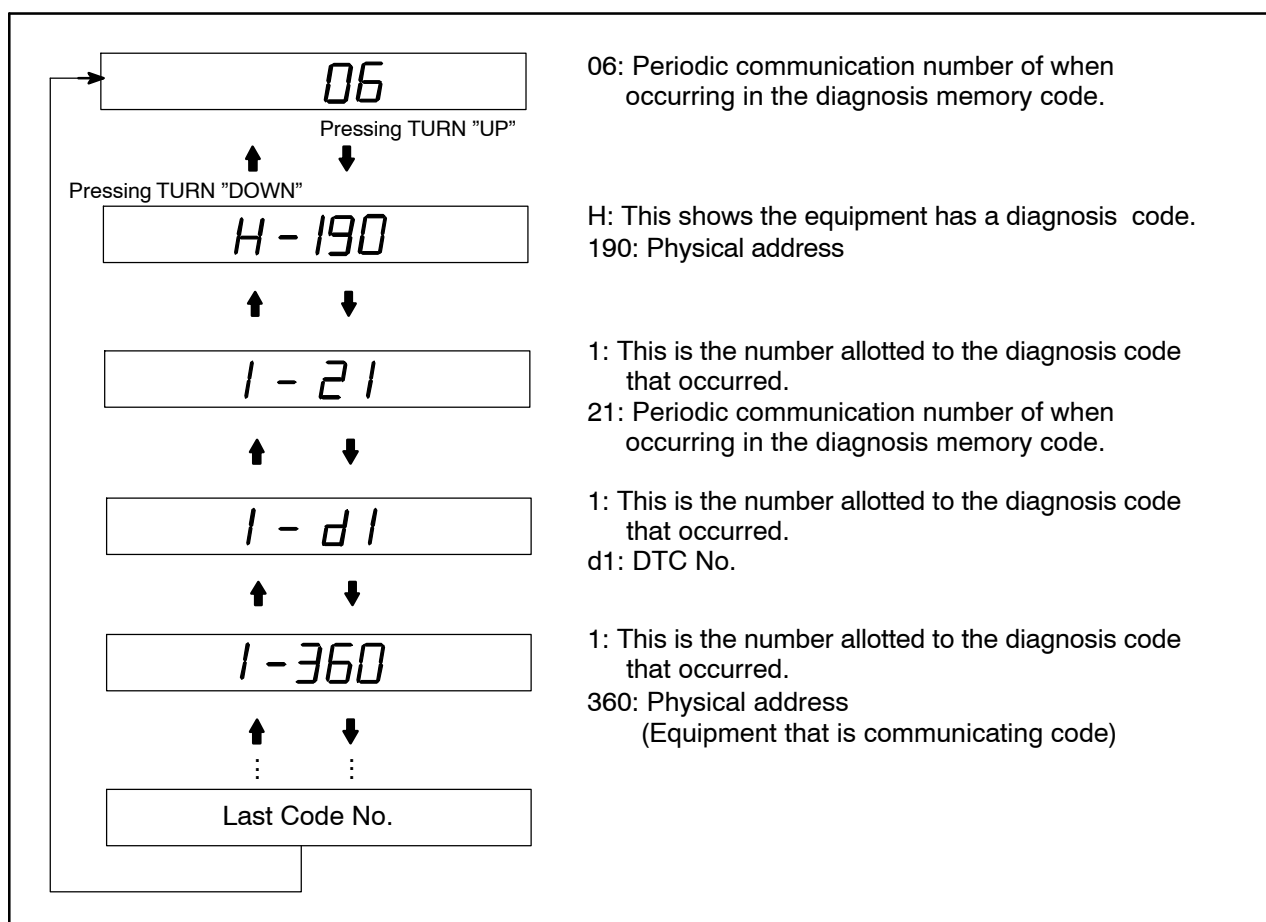 06
06: Periodic communication number of when
occurring in the diagnosis memory code.
Pressing TURN ”UP”
Pressing TURN ”DOWN”
H-190
H: This shows the equipment has a diagnosis code.
190: Physical address
1-21
1: This is the number allotted to the diagnosis code
that occurred.
21: Periodic communication number of when
occurring in the diagnosis memory code.
1-d1
1: This is the number allotted to the diagnosis code
that occurred.
d1: DTC No.
1-360
1: This is the number allotted to the diagnosis code
that occurred.
360: Physical address
(Equipment that is communicating code)
Last Code No.